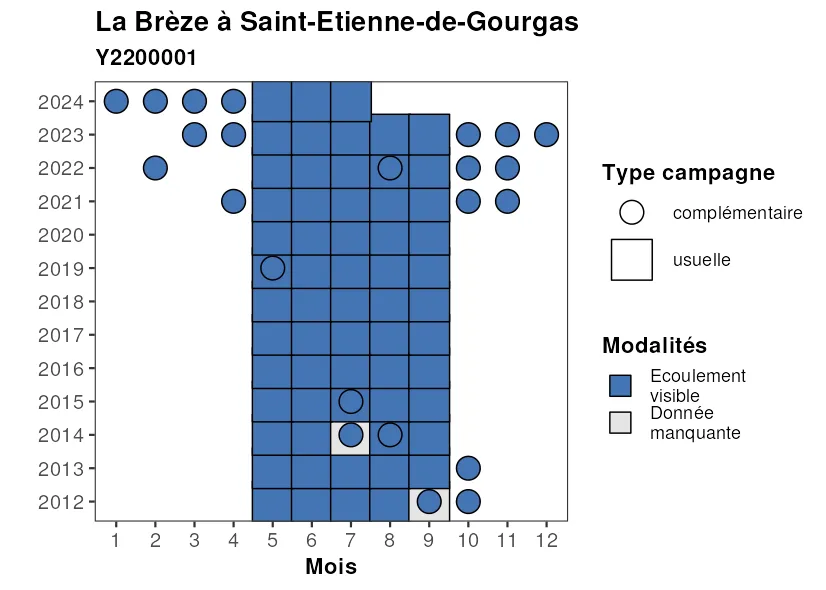 La Brèze à Saint-Etienne-de-Gourgas
Y2200001
2024
2023
2022
2021
2020
2019
2018
2017
2016
2015
2014
2013
2012
1 2 3 4 5 6 7 8 9 10 11 12
Mois
Type campagne
complémentaire
usuelle
Modalités
Ecoulement
visible
Donnée
manquante